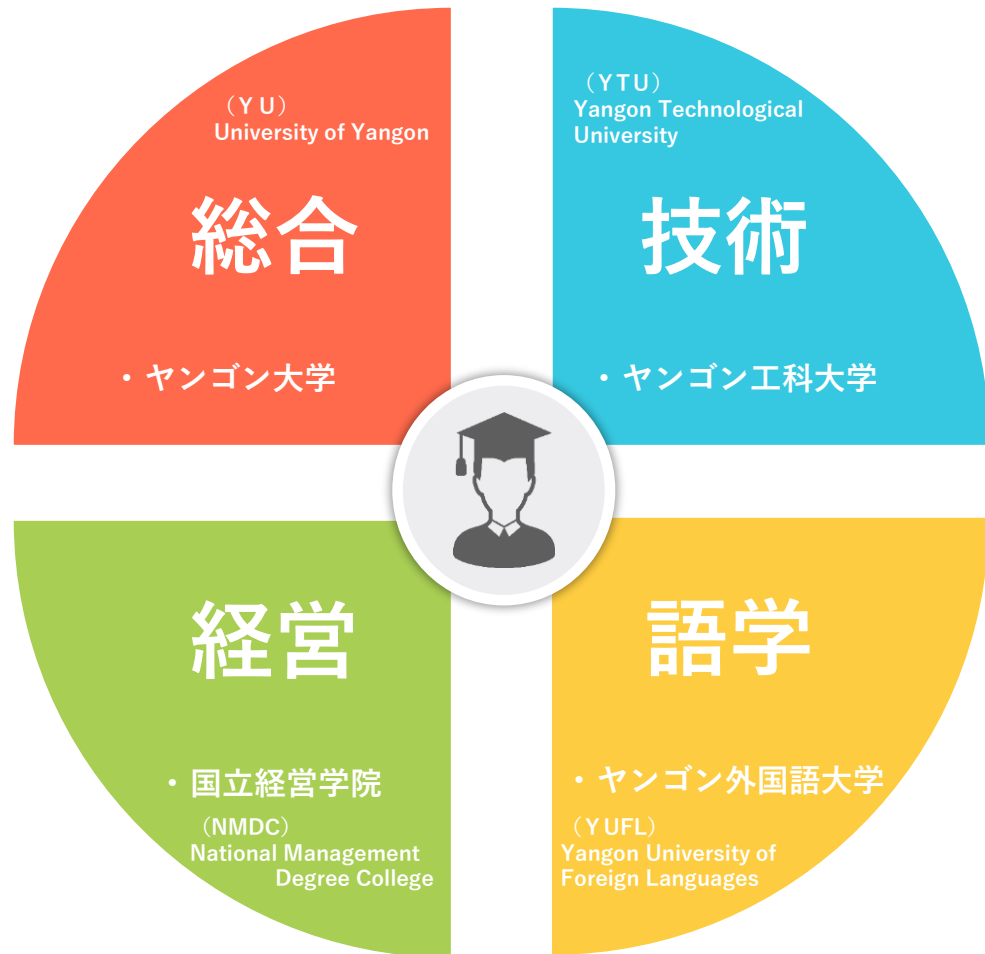 （YU）
University of Yangon
総合
・ヤンゴン大学
（YTU）
Yangon Technological
University
技術
・ヤンゴン工科大学
経営
・国立経営学院
（NMDC）
National Management
Degree College
語学
・ヤンゴン外国語大学
（YUFL）
Yangon University of
Foreign Languages